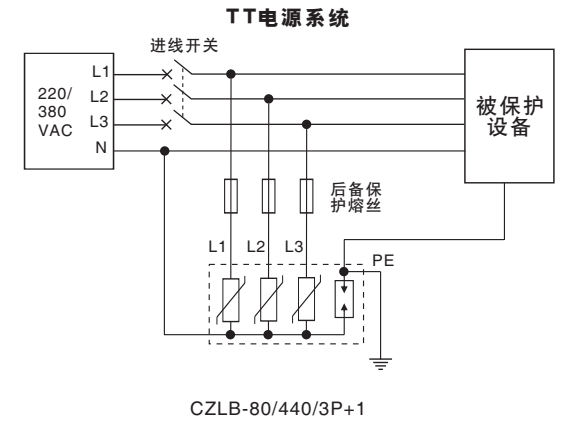 TT电源系统
进线开关
L1
L2
L3
N
220/
380
VAC
被保护
设备
后备保
护熔丝
L1
L2
L3
PE
CZLB-80/440/3P+1